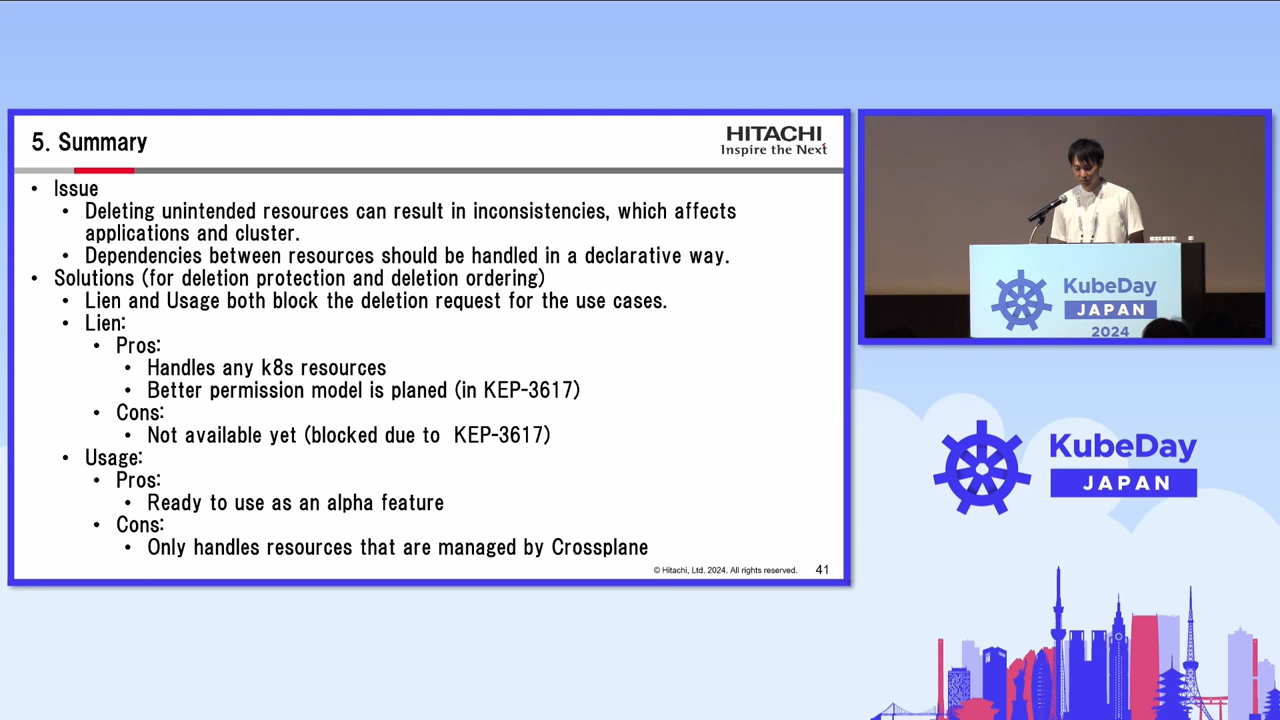 5. Summary
HITACHI
Inspire the Next
• Issue
• Deleting unintended resources can result in inconsistencies, which affects
applications and cluster.
• Dependencies between resources should be handled in a declarative way.
• Solutions (for deletion protection and deletion ordering)
• Lien and Usage both block the deletion request for the use cases.
• Lien:
• Pros:
• Handles any k8s resources
• Better permission model is planed (in KEP-3617)
• Cons:
• Not available yet (blocked due to KEP-3617)
• Usage:
• Pros:
• Ready to use as an alpha feature
• Cons:
• Only handles resources that are managed by Crossplane
© Hitachi, Ltd. 2024. All rights reserved.
41
KubeDay
JAPAN
2024
KubeDay
JAPAN